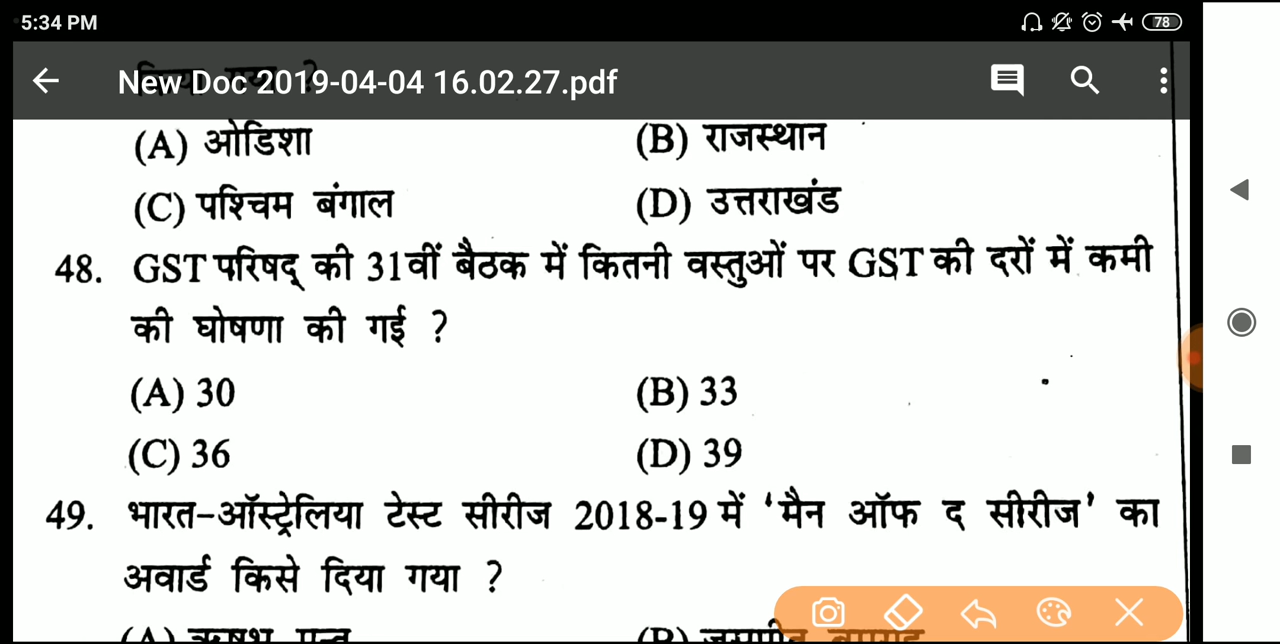 5:34 PM
78
New Doc 2019-04-04 16.02.27.pdf
(A) ओडिशा (B) राजस्थान
(C) पश्चिम बंगाल (D) उत्तराखंड
48. GST परिषद् की 31वीं बैठक में कितनी वस्तुओं पर GST की दरों में कमी
की घोषणा की गई ?
(A) 30 (B) 33
(C) 36 (D) 39
49. भारत-ऑस्ट्रेलिया टेस्ट सीरीज 2018-19 में ‘मैन ऑफ द सीरीज’ का
अवार्ड किसे दिया गया ?